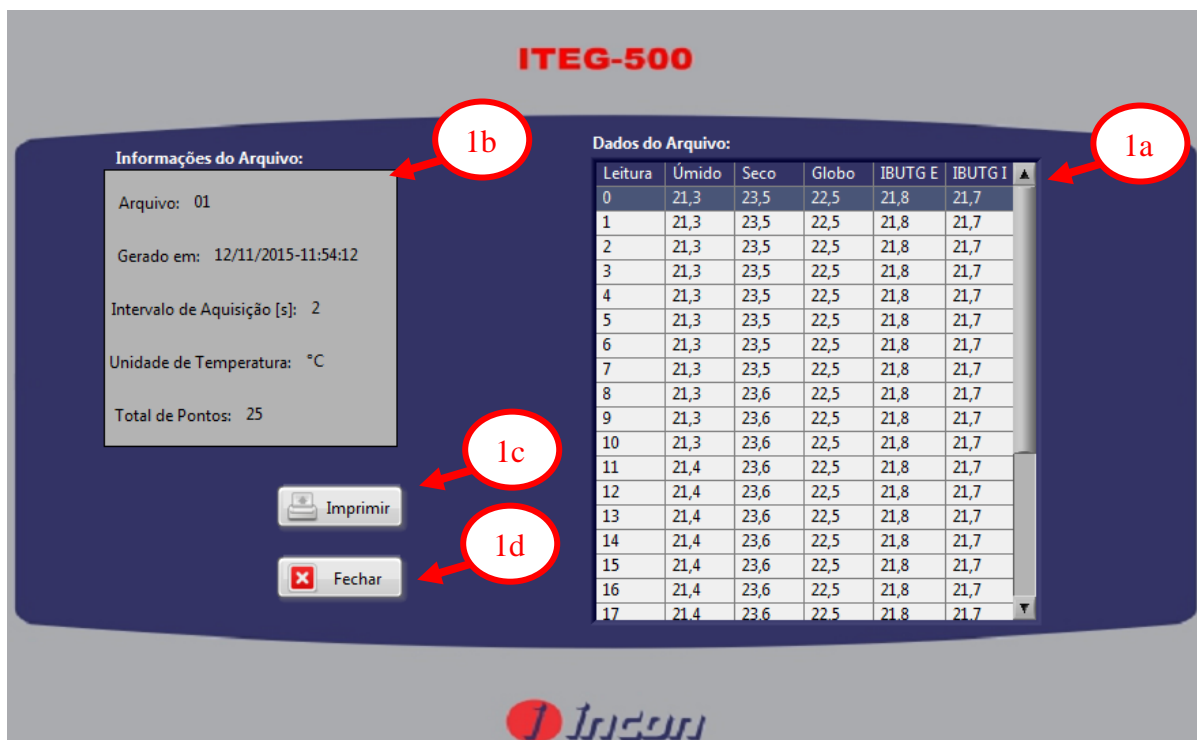 ITEG-500
1b
1a
Informações do Arquivo:
Arquivo: 01
Gerado em: 12/11/2015-11:54:12
Intervalo de Aquisição [s]: 2
Unidade de Temperatura: °C
Total de Pontos: 25
1c
Imprimir
1d
Fechar
Dados do Arquivo:
Leitura Úmido Seco Globo IBUTG E IBUTG I
0 21,3 23,5 22,5 21,8 21,7
1 21,3 23,5 22,5 21,8 21,7
2 21,3 23,5 22,5 21,8 21,7
3 21,3 23,5 22,5 21,8 21,7
4 21,3 23,5 22,5 21,8 21,7
5 21,3 23,5 22,5 21,8 21,7
6 21,3 23,5 22,5 21,8 21,7
7 21,3 23,5 22,5 21,8 21,7
8 21,3 23,6 22,5 21,8 21,7
9 21,3 23,6 22,5 21,8 21,7
10 21,3 23,6 22,5 21,8 21,7
11 21,4 23,6 22,5 21,8 21,7
12 21,4 23,6 22,5 21,8 21,7
13 21,4 23,6 22,5 21,8 21,7
14 21,4 23,6 22,5 21,8 21,7
15 21,4 23,6 22,5 21,8 21,7
16 21,4 23,6 22,5 21,8 21,7
17 21,4 23,6 22,5 21,8 21,7
Incon